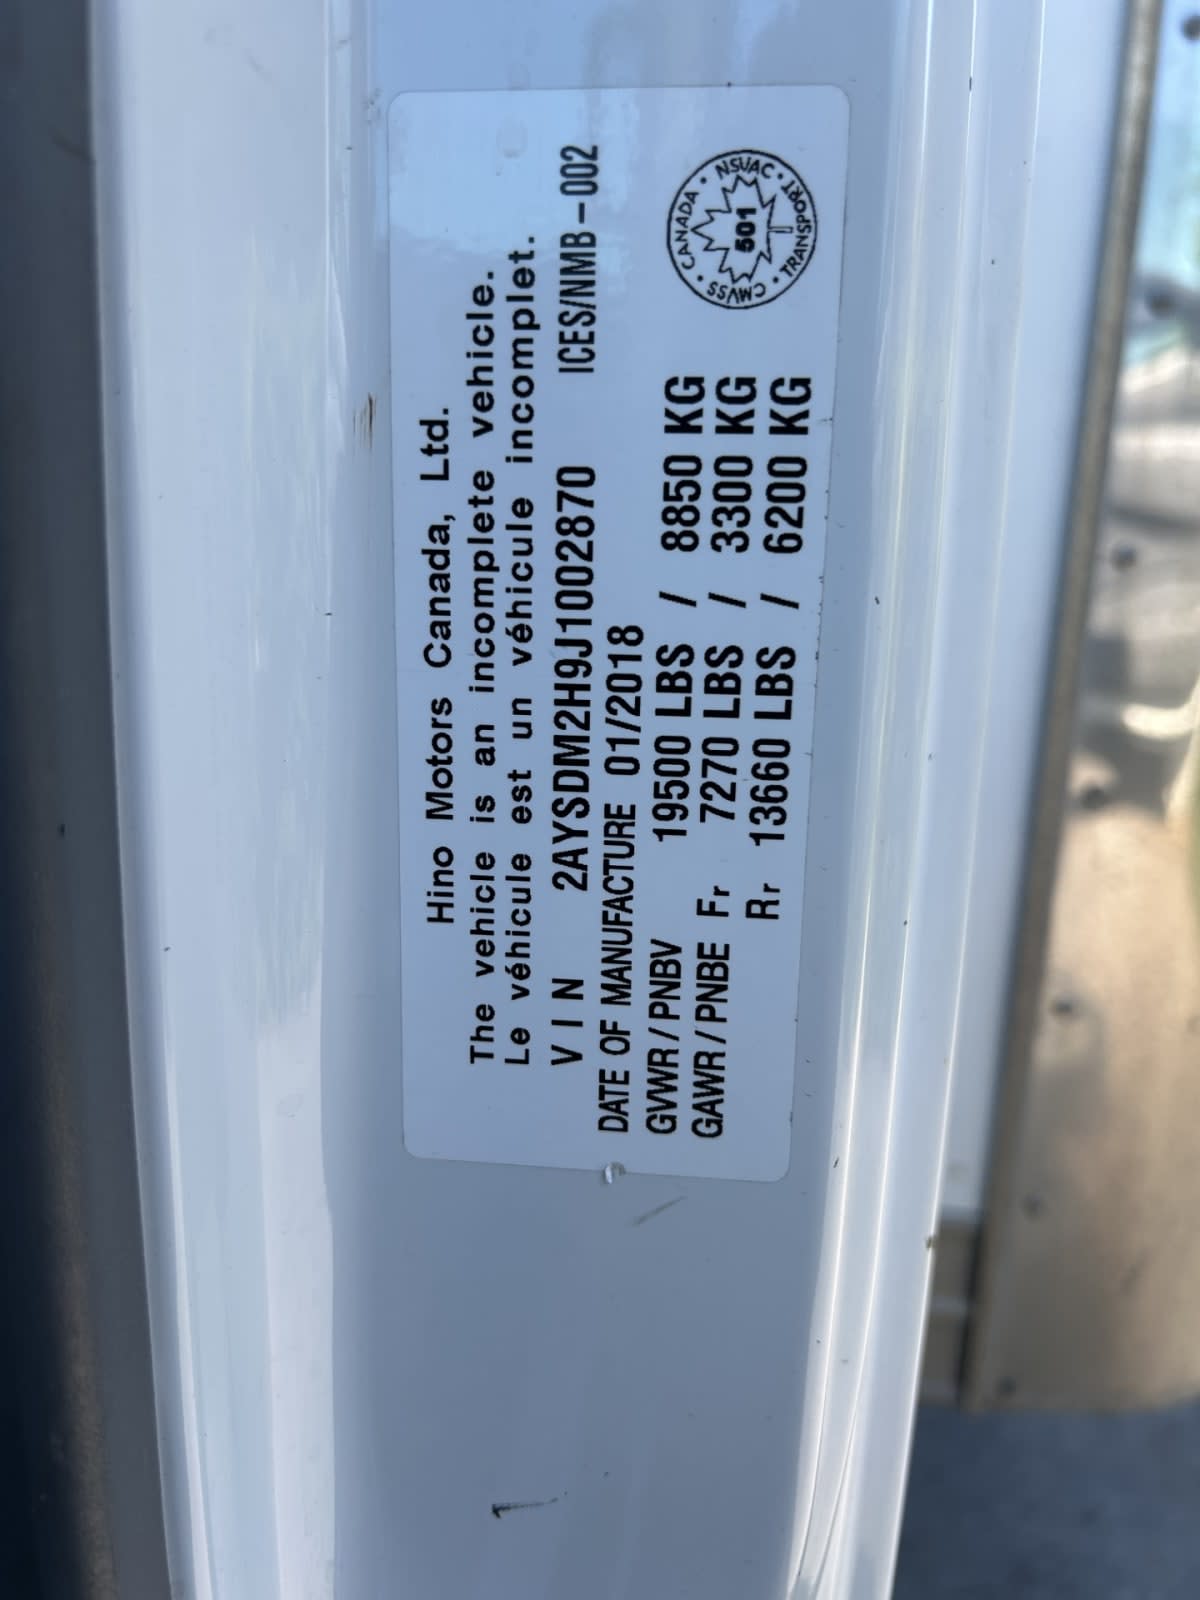 Hino Motors Canada, Ltd.
The vehicle is an incomplete vehicle.
Le véhicule est un véhicule incomplet.
VIN 2AYSDM2H9J1002870 ICES/NMB-002
DATE OF MANUFACTURE 01/2018
GVWR/PNBV 19500 LBS / 8850 KG
GAWR/PNBE Fr 7270 LBS / 3300 KG
Rr 13660 LBS / 6200 KG
CANADA • NSVAC • TRANSPORT • CMVSS •
501